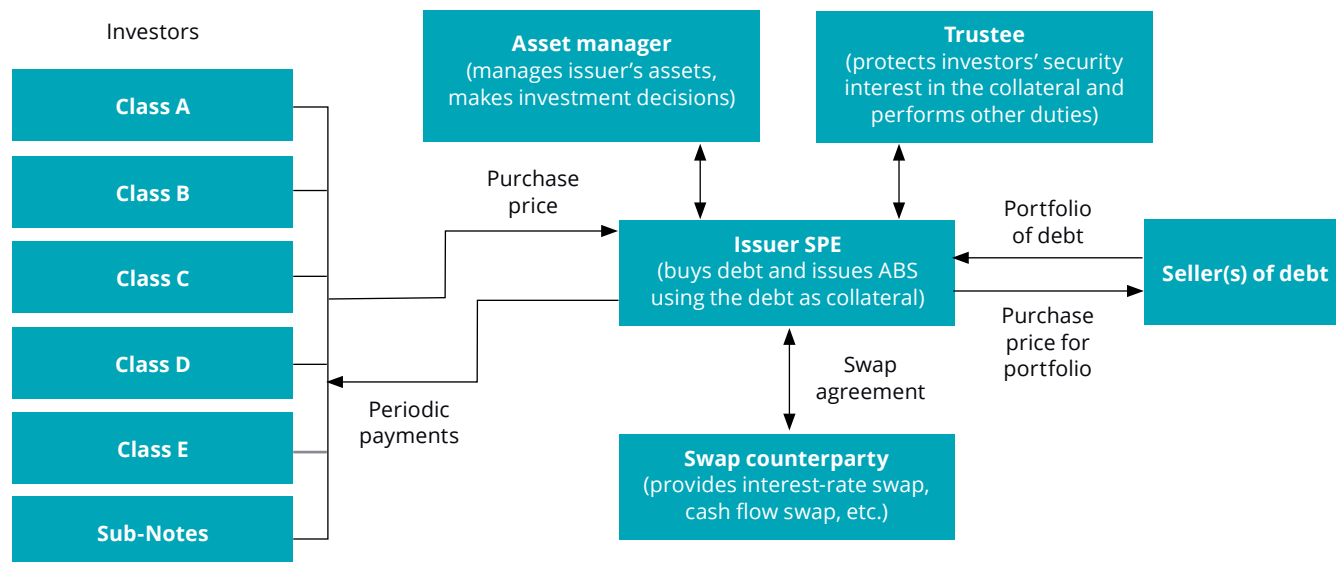 Investors
Class A
Class B
Class C
Class D
Class E
Sub-Notes
Asset manager
(manages issuer’s assets,
makes investment decisions)
Trustee
(protects investors’ security
interest in the collateral and
performs other duties)
Purchase
price
Issuer SPE
(buys debt and issues ABS
using the debt as collateral)
Portfolio
of debt
Seller(s) of debt
Purchase
price for
portfolio
Periodic
payments
Swap
agreement
Swap counterparty
(provides interest-rate swap,
cash flow swap, etc.)